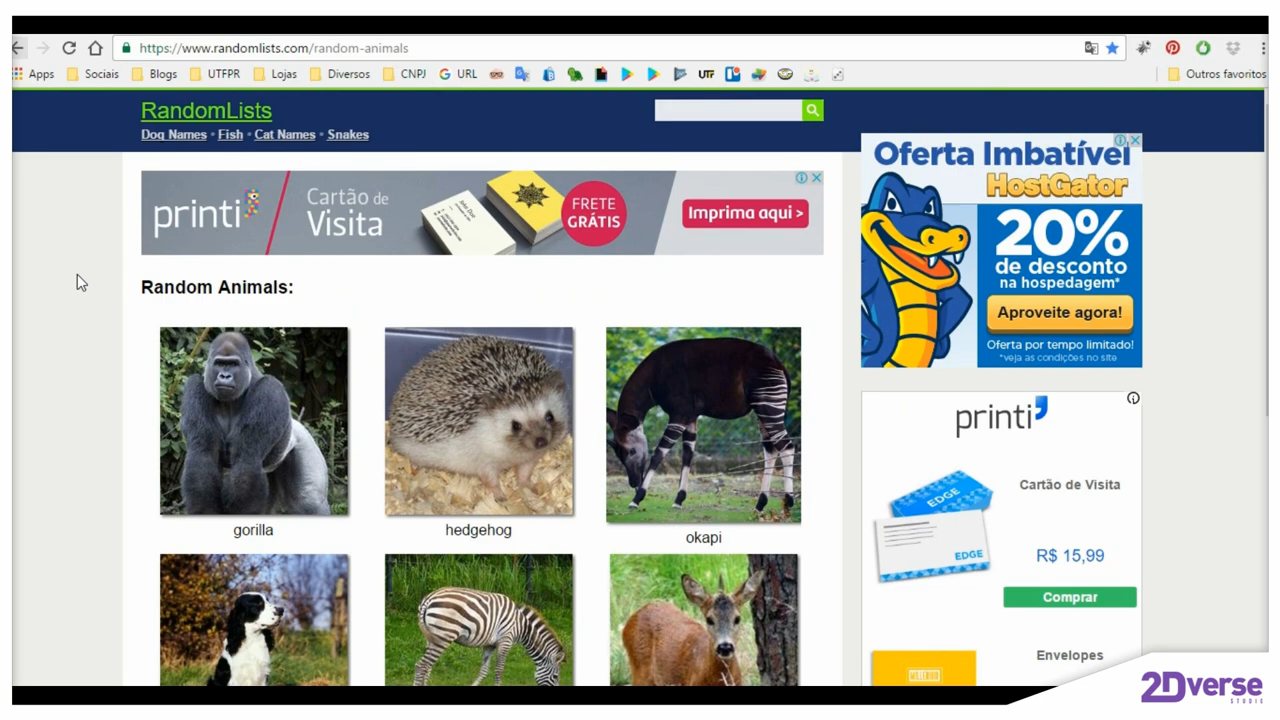 https://www.randomlists.com/random-animals
Apps Sociais Blogs UTFPR Lojas Diversos CNPJ G URL UTF Outros favoritos
RandomLists
Dog Names • Fish • Cat Names • Snakes
printi
Cartão de
Visita
FRETE
GRÁTIS
Imprima aqui >
Oferta Imbatível
HostGator
20%
de desconto
na hospedagem*
Aproveite agora!
Oferta por tempo limitado!
*veja as condições no site
Random Animals:
gorilla
hedgehog
okapi
printi
Cartão de Visita
EDGE
EDGE
R$ 15,99
Comprar
Envelopes
2Dverse
STUDIO